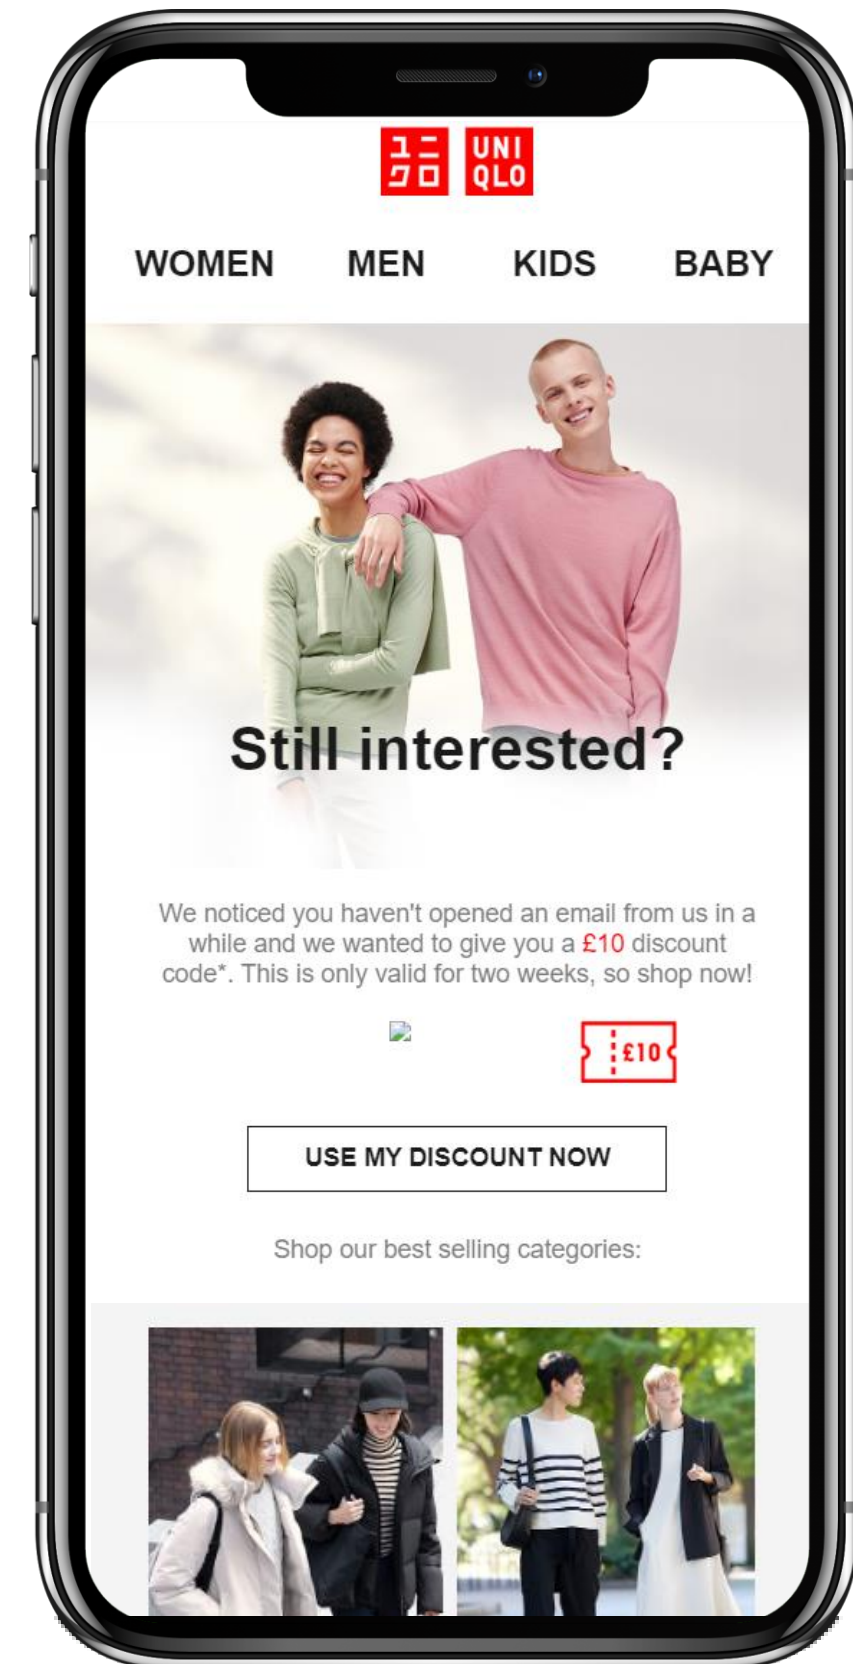 ユニ
クロ
UNI
QLO
WOMEN MEN KIDS BABY
Still interested?
We noticed you haven't opened an email from us in a
while and we wanted to give you a £10 discount
code*. This is only valid for two weeks, so shop now!
£10
USE MY DISCOUNT NOW
Shop our best selling categories: